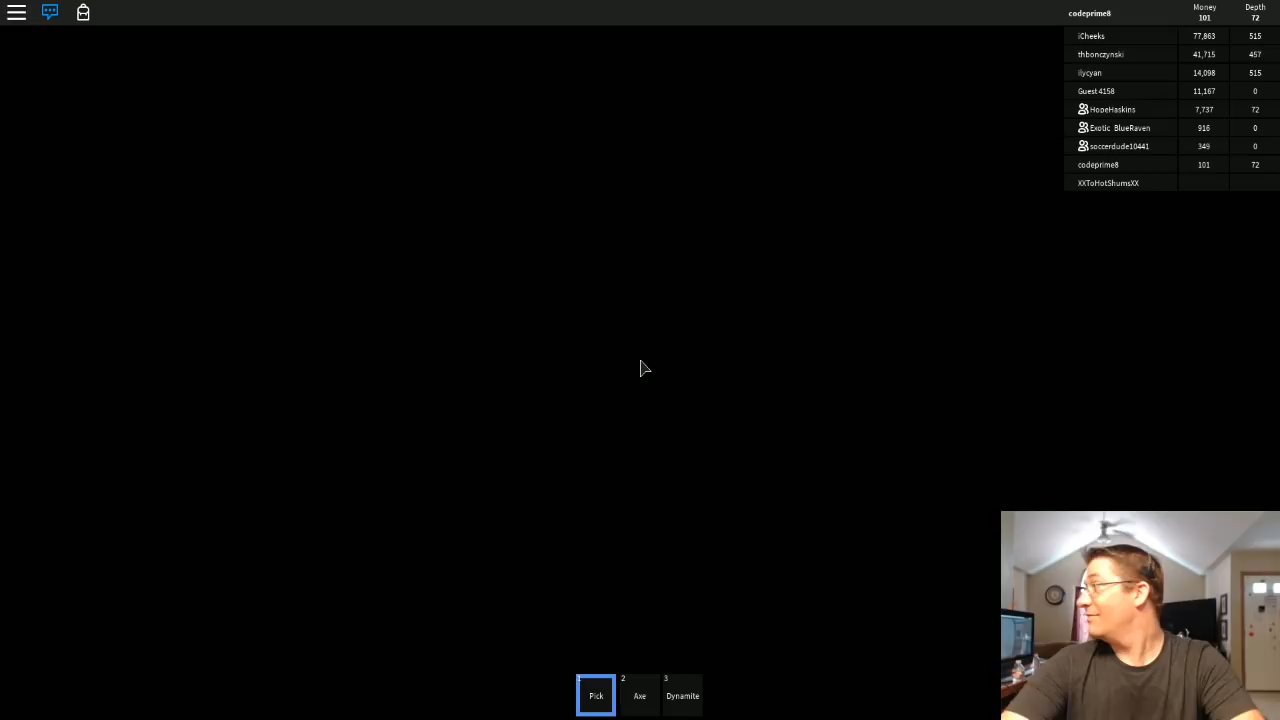 codeprime8 Money 101 Depth 72
iCheeks 77,863 515
thbonczynski 41,715 457
ilycyan 14,098 515
Guest 4158 11,167 0
HopeHaskins 7,737 72
Exotic_BlueRaven 916 0
soccerdude10441 349 0
codeprime8 101 72
XXToHotShumsXX
1 Pick
2 Axe
3 Dynamite